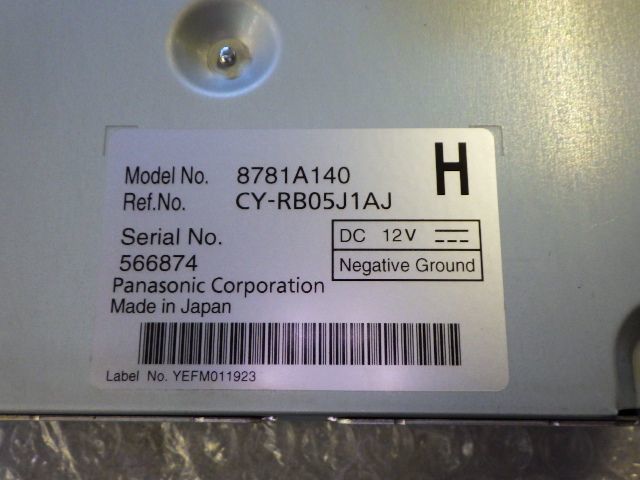 Model No. 8781A140
H
Ref.No. CY-RB05J1AJ
Serial No.
566874
DC 12V
Negative Ground
Panasonic Corporation
Made in Japan
Label No. YEFM011923